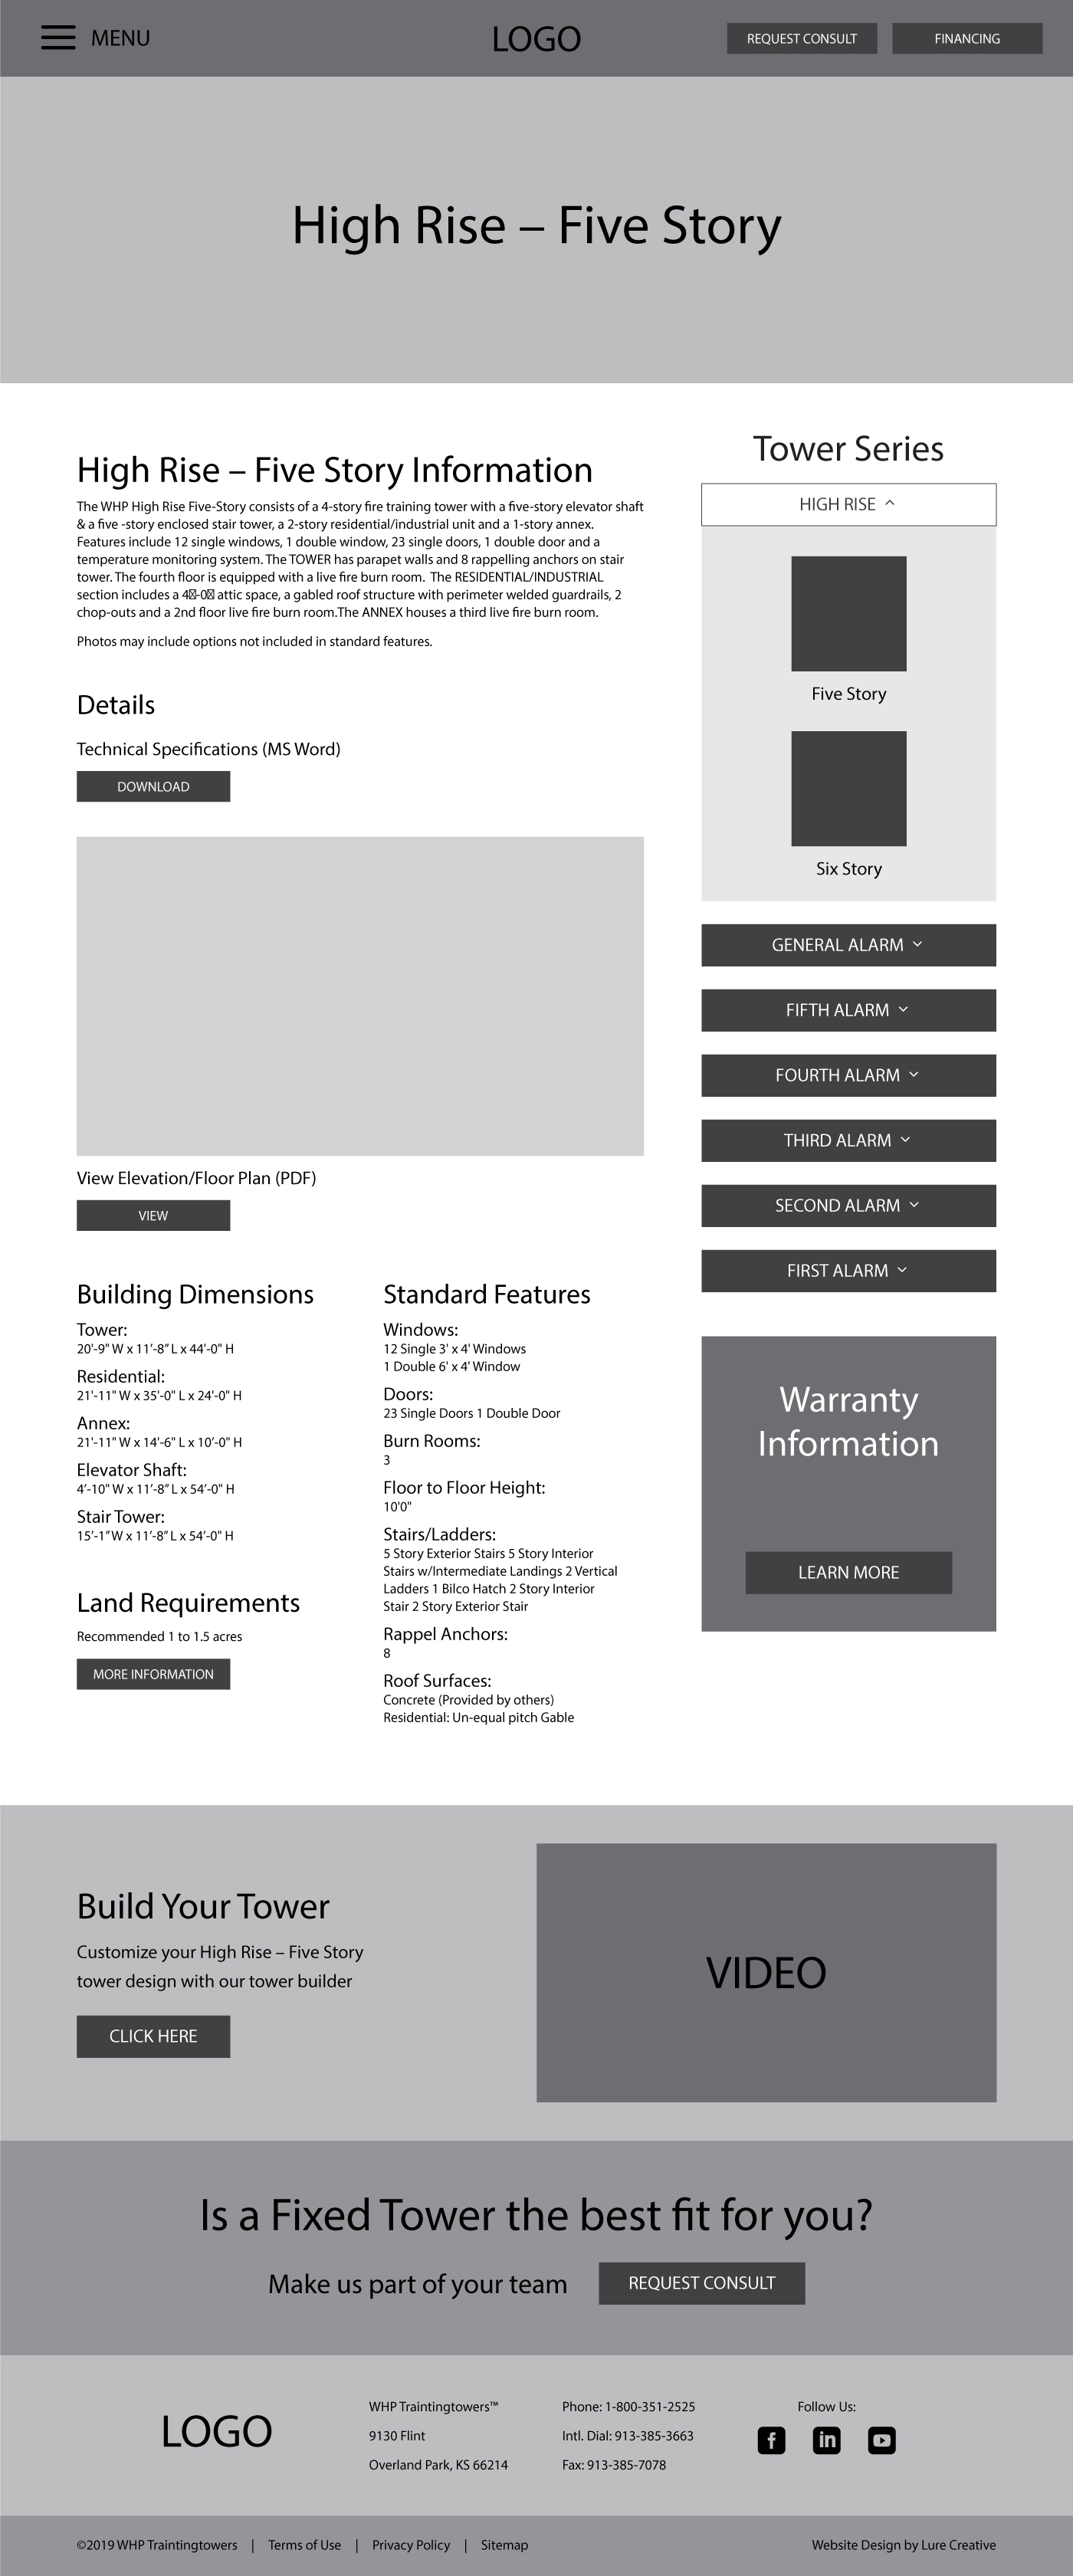 MENU
LOGO
REQUEST CONSULT
FINANCING
High Rise – Five Story
High Rise – Five Story Information
The WHP High Rise Five-Story consists of a 4-story fire training tower with a five-story elevator shaft
& a five -story enclosed stair tower, a 2-story residential/industrial unit and a 1-story annex.
Features include 12 single windows, 1 double window, 23 single doors, 1 double door and a
temperature monitoring system. The TOWER has parapet walls and 8 rappelling anchors on stair
tower. The fourth floor is equipped with a live fire burn room.  The RESIDENTIAL/INDUSTRIAL
section includes a 4▯-0▯ attic space, a gabled roof structure with perimeter welded guardrails, 2
chop-outs and a 2nd floor live fire burn room.The ANNEX houses a third live fire burn room.
Photos may include options not included in standard features.
Details
Technical Specifications (MS Word)
DOWNLOAD
View Elevation/Floor Plan (PDF)
VIEW
Building Dimensions
Tower:
20'-9" W x 11’-8” L x 44'-0" H
Residential:
21'-11" W x 35'-0" L x 24'-0" H
Annex:
21'-11" W x 14'-6" L x 10’-0" H
Elevator Shaft:
4’-10" W x 11’-8” L x 54’-0" H
Stair Tower:
15’-1” W x 11’-8” L x 54’-0" H
Land Requirements
Recommended 1 to 1.5 acres
MORE INFORMATION
Standard Features
Windows:
12 Single 3' x 4' Windows
1 Double 6' x 4' Window
Doors:
23 Single Doors 1 Double Door
Burn Rooms:
3
Floor to Floor Height:
10'0"
Stairs/Ladders:
5 Story Exterior Stairs 5 Story Interior
Stairs w/Intermediate Landings 2 Vertical
Ladders 1 Bilco Hatch 2 Story Interior
Stair 2 Story Exterior Stair
Rappel Anchors:
8
Roof Surfaces:
Concrete (Provided by others)
Residential: Un-equal pitch Gable
Tower Series
HIGH RISE
Five Story
Six Story
GENERAL ALARM
FIFTH ALARM
FOURTH ALARM
THIRD ALARM
SECOND ALARM
FIRST ALARM
Warranty
Information
LEARN MORE
Build Your Tower
Customize your High Rise – Five Story
tower design with our tower builder
CLICK HERE
VIDEO
Is a Fixed Tower the best fit for you?
Make us part of your team
REQUEST CONSULT
LOGO
WHP Traintingtowers™
9130 Flint
Overland Park, KS 66214
Phone: 1-800-351-2525
Intl. Dial: 913-385-3663
Fax: 913-385-7078
Follow Us:
©2019 WHP Traintingtowers | Terms of Use | Privacy Policy | Sitemap
Website Design by Lure Creative